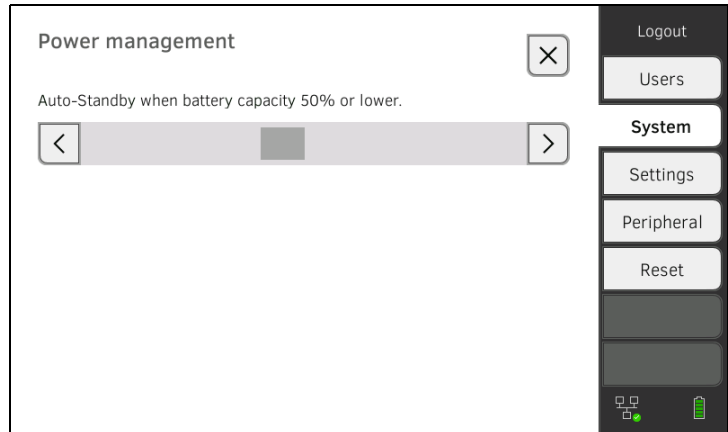 Power management
Auto-Standby when battery capacity 50% or lower.
Logout
Users
System
Settings
Peripheral
Reset